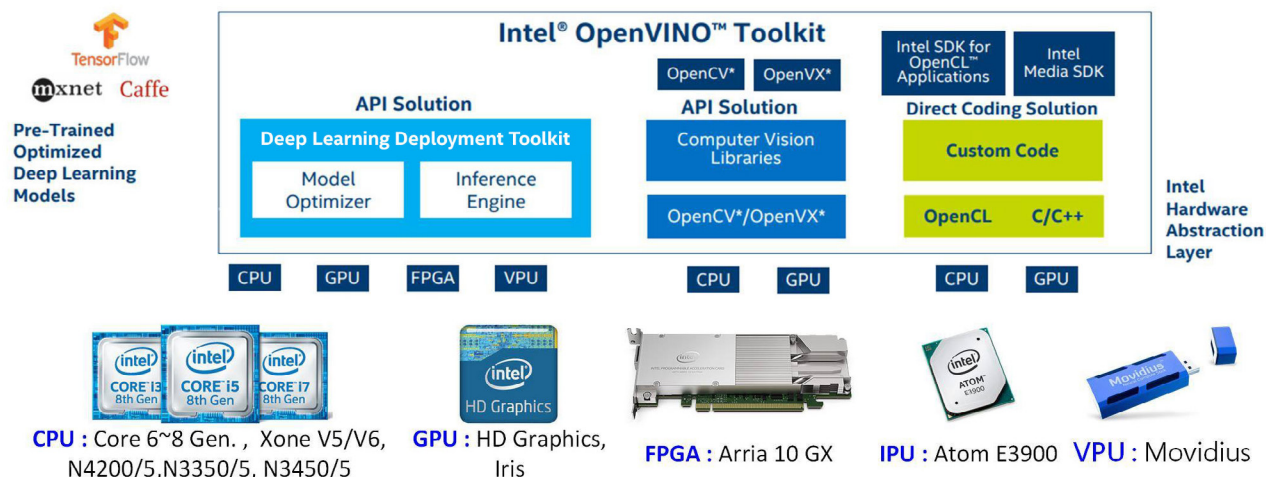 Intel® OpenVINO™ Toolkit
TensorFlow
mxnet Caffe
Pre-Trained
Optimized
Deep Learning
Models
API Solution
Deep Learning Deployment Toolkit
Model
Optimizer
Inference
Engine
OpenCV* OpenVX*
API Solution
Computer Vision
Libraries
OpenCV*/OpenVX*
Intel SDK for
OpenCL™
Applications
Intel
Media SDK
Direct Coding Solution
Custom Code
OpenCL C/C++
Intel
Hardware
Abstraction
Layer
CPU GPU FPGA VPU CPU GPU CPU GPU
intel
CORE i3
8th Gen
intel
CORE i5
8th Gen
intel
CORE i7
8th Gen
intel
HD Graphics
intel
ATOM
E3900
Movidius
CPU : Core 6~8 Gen. , Xone V5/V6,
N4200/5.N3350/5. N3450/5
GPU : HD Graphics,
Iris
FPGA : Arria 10 GX
IPU : Atom E3900
VPU : Movidius